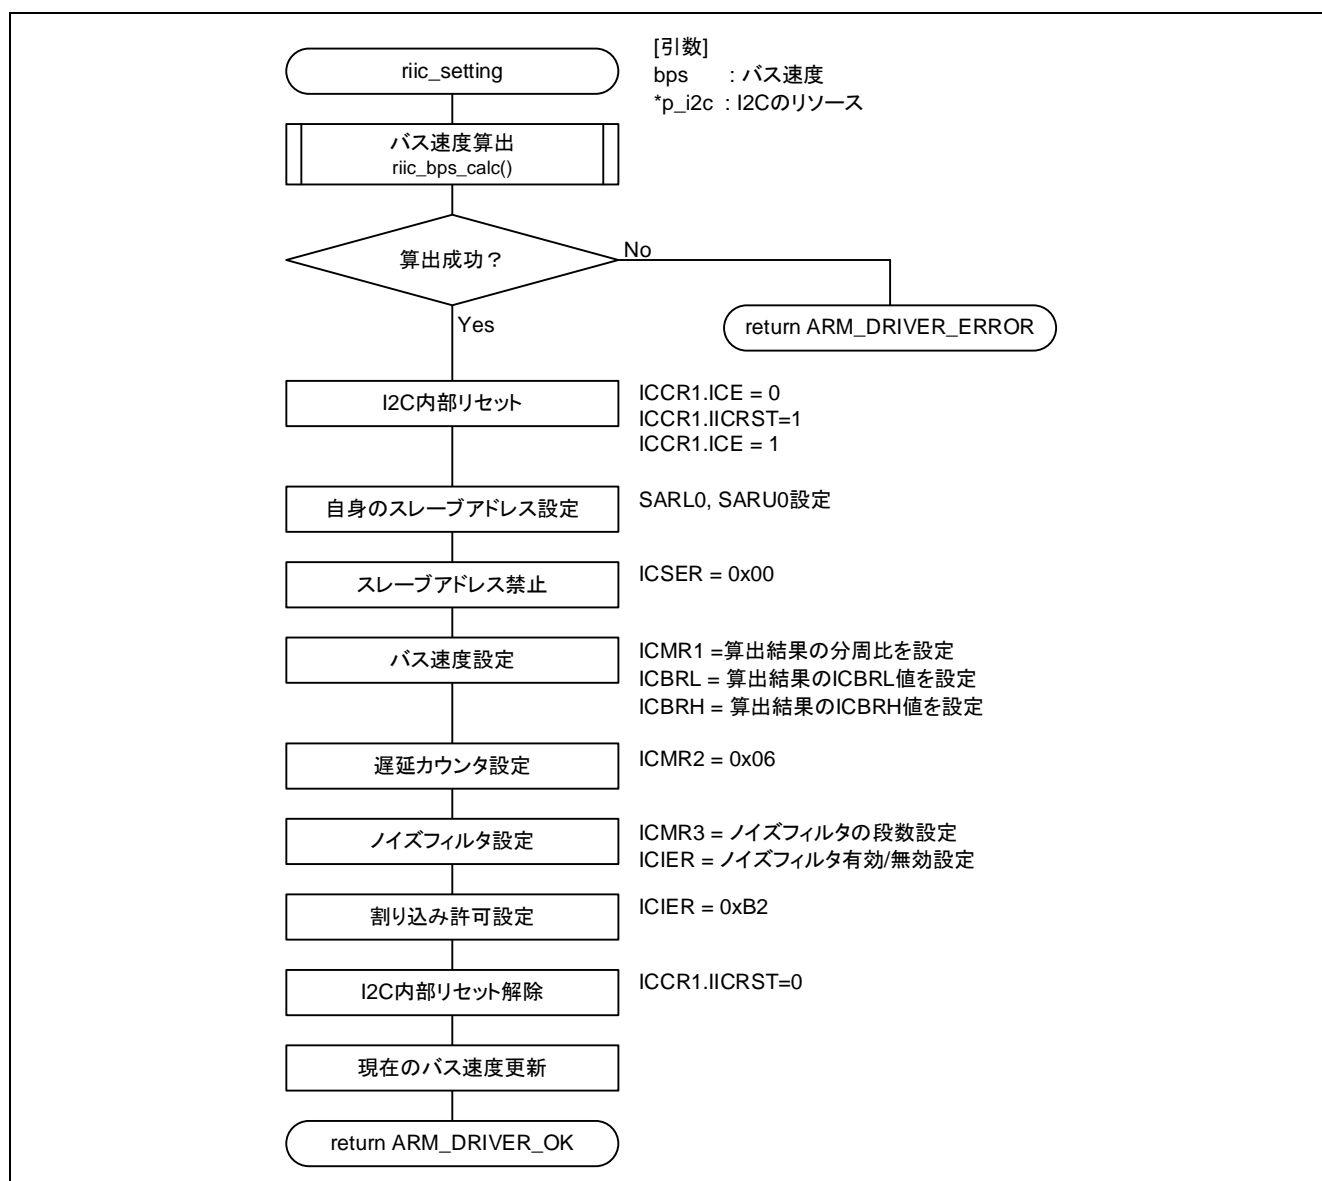 riic_setting
[引数]
bps : バス速度
*p_i2c : I2Cのリソース
バス速度算出
riic_bps_calc()
算出成功？
No
Yes
return ARM_DRIVER_ERROR
I2C内部リセット
ICCR1.ICE = 0
ICCR1.IICRST=1
ICCR1.ICE = 1
自身のスレーブアドレス設定
SARL0, SARU0設定
スレーブアドレス禁止
ICSER = 0x00
バス速度設定
ICMR1 =算出結果の分周比を設定
ICBRL = 算出結果のICBRL値を設定
ICBRH = 算出結果のICBRH値を設定
遅延カウンタ設定
ICMR2 = 0x06
ノイズフィルタ設定
ICMR3 = ノイズフィルタの段数設定
ICIER = ノイズフィルタ有効/無効設定
割り込み許可設定
ICIER = 0xB2
I2C内部リセット解除
ICCR1.IICRST=0
現在のバス速度更新
return ARM_DRIVER_OK